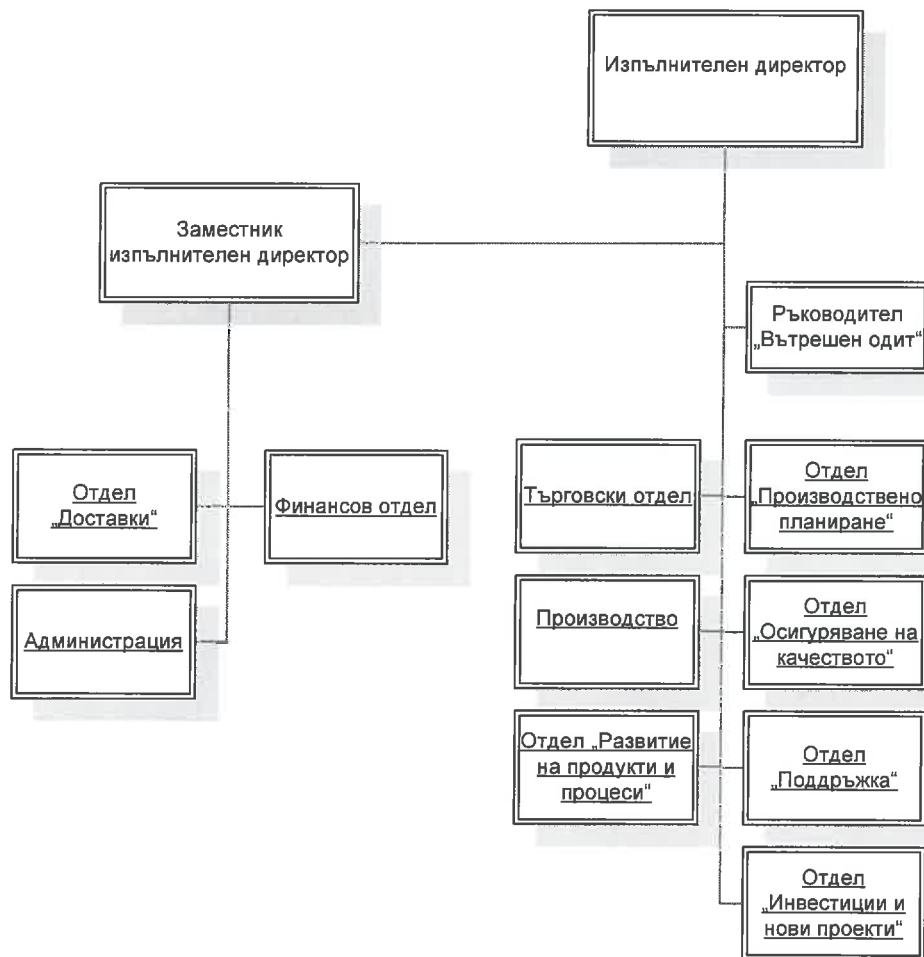 Изпълнителен директор
Заместник
изпълнителен директор
Ръководител
„Вътрешен одит“
Отдел
„Доставки“
Финансов отдел
Търговски отдел
Отдел
„Производствено
планиране“
Администрация
Производство
Отдел
„Осигуряване на
качеството“
Отдел „Развитие
на продукти и
процеси“
Отдел
„Поддръжка“
Отдел
„Инвестиции и
нови проекти“